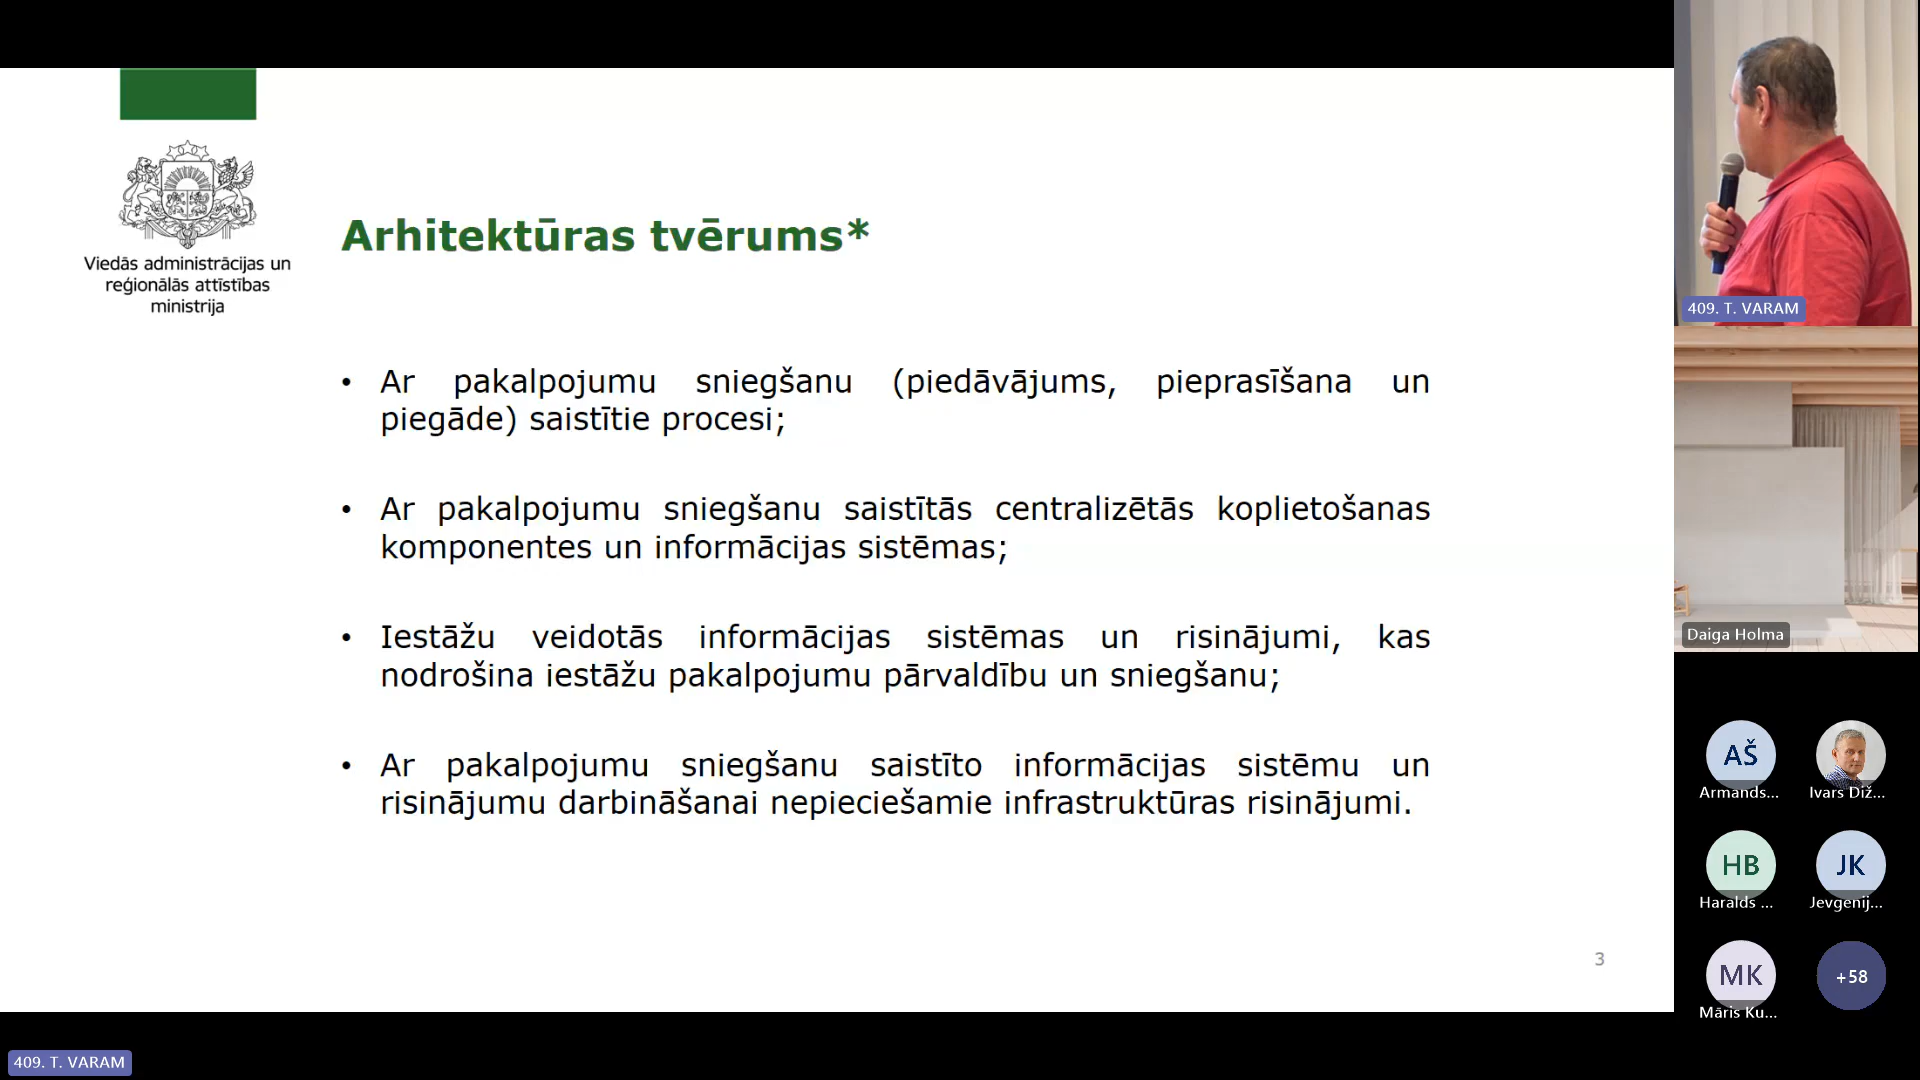 Viedās administrācijas un
reģionālās attīstības
ministrija
Arhitektūras tvērums*
• Ar pakalpojumu sniegšanu (piedāvājums, pieprasīšana un
piegāde) saistītie procesi;
• Ar pakalpojumu sniegšanu saistītās centralizētās koplietošanas
komponentes un informācijas sistēmas;
• Iestāžu veidotās informācijas sistēmas un risinājumi, kas
nodrošina iestāžu pakalpojumu pārvaldību un sniegšanu;
• Ar pakalpojumu sniegšanu saistīto informācijas sistēmu un
risinājumu darbināšanai nepieciešamie infrastruktūras risinājumi.
3
409. T. VARAM
Daiga Holma
AŠ
Armands...
Ivars Diž...
HB
Haralds ...
JK
Jevgenij...
MK
Māris Ku...
+58
409. T. VARAM